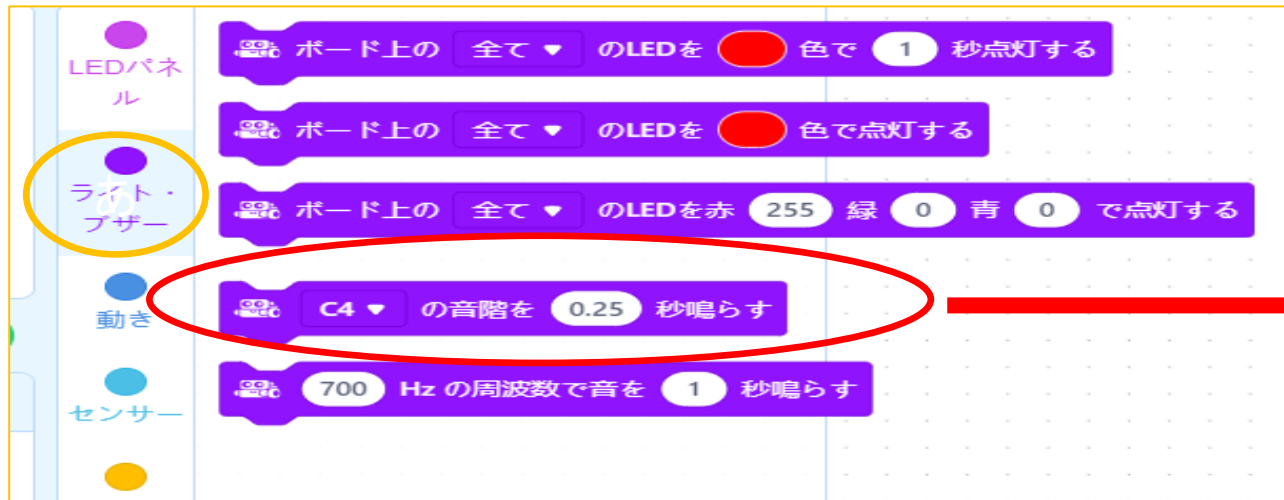 LEDパネ
ル
ライト・
ブザー
あ
動き
センサー
ボード上の 全て ▼ のLEDを 色で 1 秒点灯する
ボード上の 全て ▼ のLEDを 色で点灯する
ボード上の 全て ▼ のLEDを赤 255 緑 0 青 0 で点灯する
C4 ▼ の音階を 0.25 秒鳴らす
700 Hz の周波数で音を 1 秒鳴らす